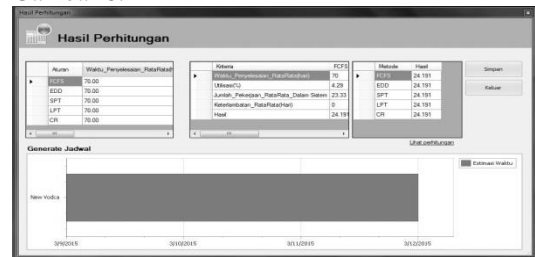 Hasil Perhitungan
Hasil Perhitungan
Aturan Waktu_Penyelesaian_RataRata(h
FCFS 70.00
EDD 70.00
SPT 70.00
LPT 70.00
CR 70.00
Kriteria FCFS
Waktu_Penyelesaian_RataRata(hari) 70
Utilisasi(%) 4.29
Jumlah_Pekerjaan_RataRata_Dalam Sistem 23.33
Keterlambatan_RataRata(Hari) 0
Hasil 24.191
Metode Hasil
FCFS 24.191
EDD 24.191
SPT 24.191
LPT 24.191
CR 24.191
Simpan
Keluar
Lihat perhitungan
Generate Jadwal
New Vodca
Estimasi Waktu
3/9/2015 3/10/2015 3/11/2015 3/12/2015